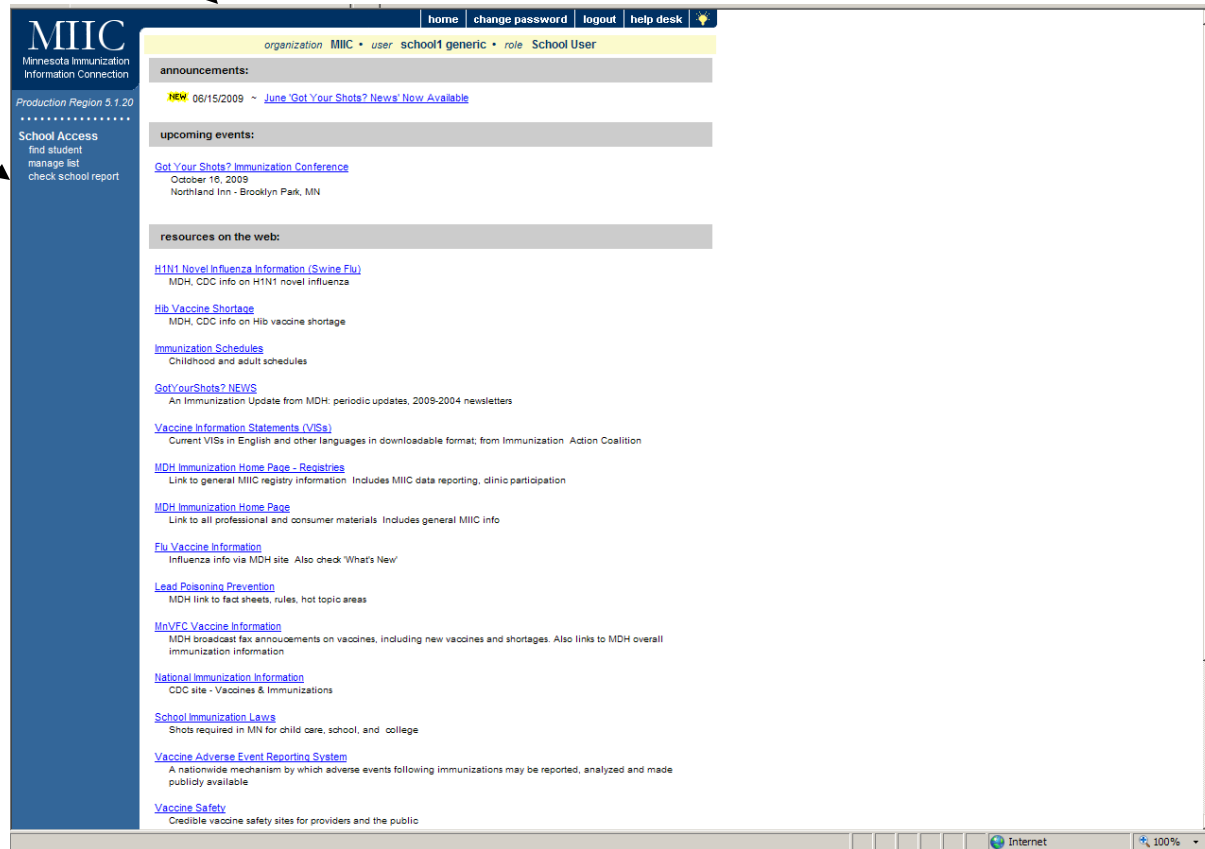 home change password logout help desk
MIIC
Minnesota Immunization
Information Connection
organization MIIC • user school1 generic • role School User
Production Region 5.1.20
School Access
find student
manage list
check school report
announcements:
NEW 06/15/2009 ~ June 'Got Your Shots? News' Now Available
upcoming events:
Got Your Shots? Immunization Conference
October 16, 2009
Northland Inn - Brooklyn Park, MN
resources on the web:
H1N1 Novel Influenza Information (Swine Flu)
MDH, CDC info on H1N1 novel influenza
Hib Vaccine Shortage
MDH, CDC info on Hib vaccine shortage
Immunization Schedules
Childhood and adult schedules
GotYourShots? NEWS
An Immunization Update from MDH: periodic updates, 2009-2004 newsletters
Vaccine Information Statements (VISs)
Current VISs in English and other languages in downloadable format; from Immunization Action Coalition
MDH Immunization Home Page - Registries
Link to general MIIC registry information Includes MIIC data reporting, clinic participation
MDH Immunization Home Page
Link to all professional and consumer materials Includes general MIIC info
Flu Vaccine Information
Influenza info via MDH site Also check 'What's New'
Lead Poisoning Prevention
MDH link to fact sheets, rules, hot topic areas
MnVFC Vaccine Information
MDH broadcast fax annoucements on vaccines, including new vaccines and shortages. Also links to MDH overall
immunization information
National Immunization Information
CDC site - Vaccines & Immunizations
School Immunization Laws
Shots required in MN for child care, school, and college
Vaccine Adverse Event Reporting System
A nationwide mechanism by which adverse events following immunizations may be reported, analyzed and made
publicly available
Vaccine Safety
Credible vaccine safety sites for providers and the public
Internet 100%